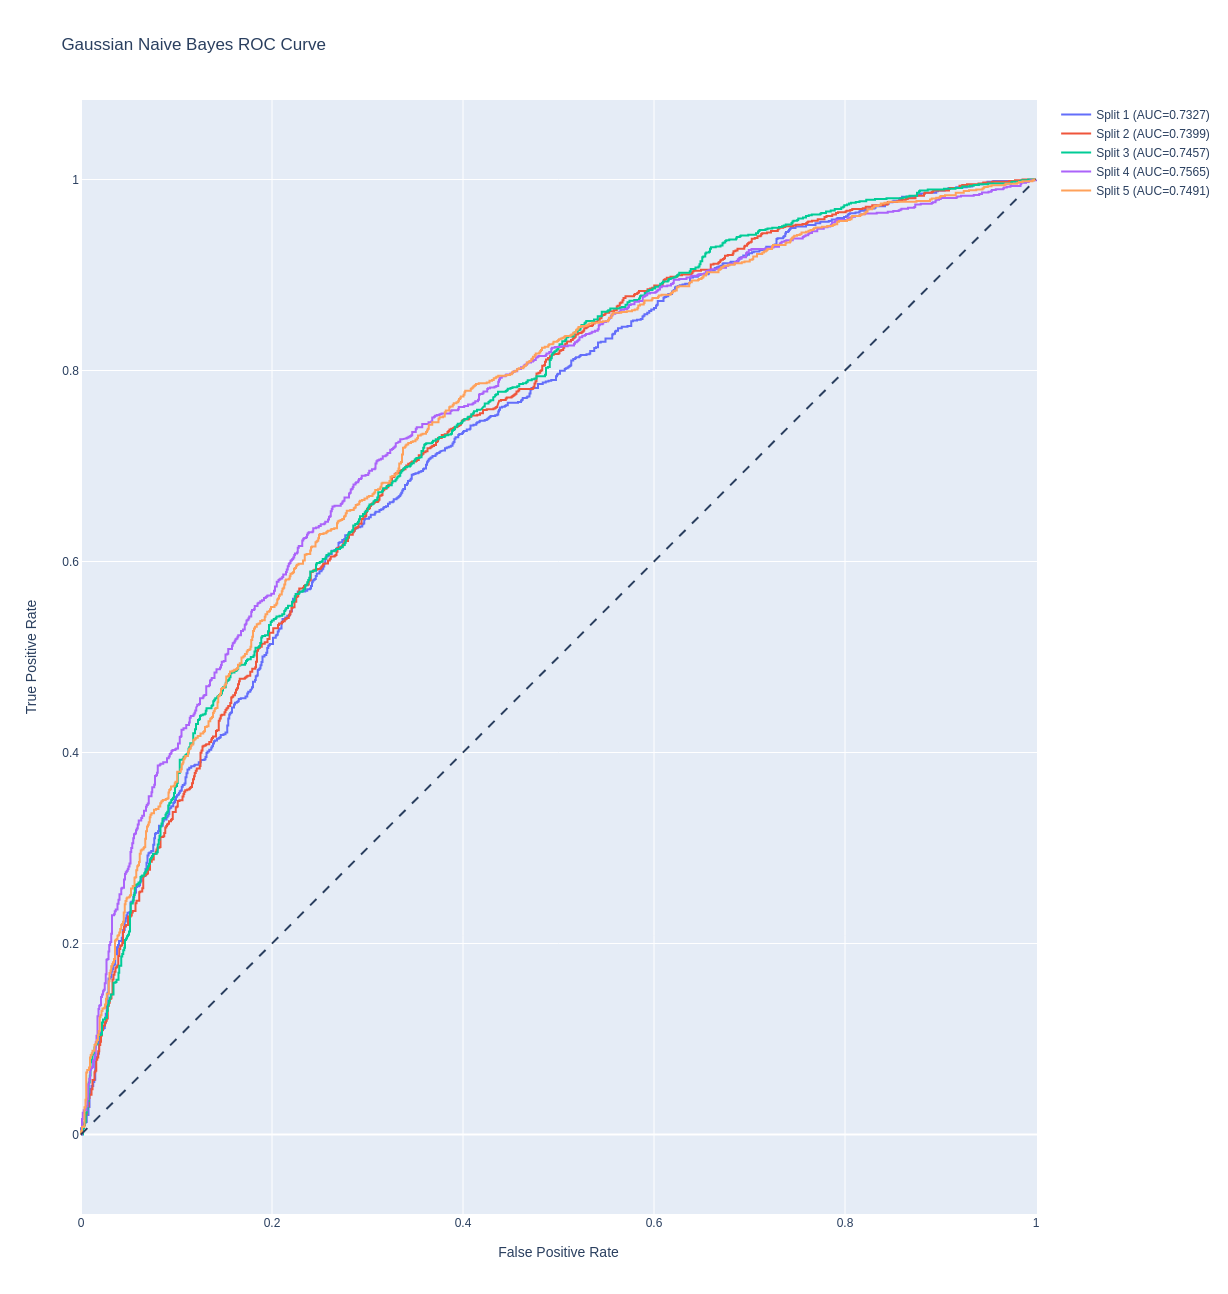 Gaussian Naive Bayes ROC Curve
Split 1 (AUC=0.7327)
Split 2 (AUC=0.7399)
Split 3 (AUC=0.7457)
Split 4 (AUC=0.7565)
Split 5 (AUC=0.7491)
1
0.8
0.6
0.4
0.2
0
True Positive Rate
0
0.2
0.4
0.6
0.8
1
False Positive Rate